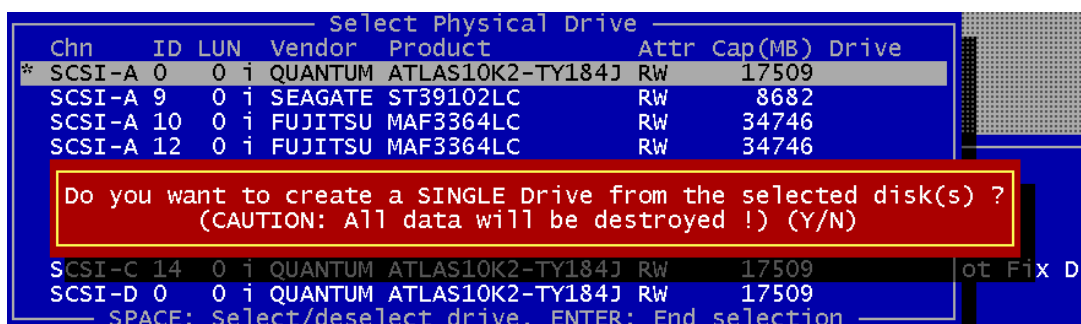 Select Physical Drive
Chn ID LUN Vendor Product Attr Cap(MB) Drive
* SCSI-A 0 0 i QUANTUM ATLAS10K2-TY184J RW 17509
SCSI-A 9 0 i SEAGATE ST39102LC RW 8682
SCSI-A 10 0 i FUJITSU MAF3364LC RW 34746
SCSI-A 12 0 i FUJITSU MAF3364LC RW 34746
Do you want to create a SINGLE Drive from the selected disk(s) ?
(CAUTION: All data will be destroyed !) (Y/N)
SCSI-C 14 0 i QUANTUM ATLAS10K2-TY184J RW 17509 ot Fix D
SCSI-D 0 0 i QUANTUM ATLAS10K2-TY184J RW 17509
SPACE: Select/deselect drive, ENTER: End selection